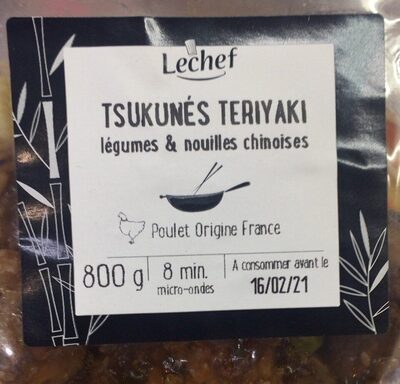 Lechef
TSUKUNÉS TERIYAKI
légumes & nouilles chinoises
Poulet Origine France
800 g
8 min.
micro-ondes
A consommer avant le
16/02/21